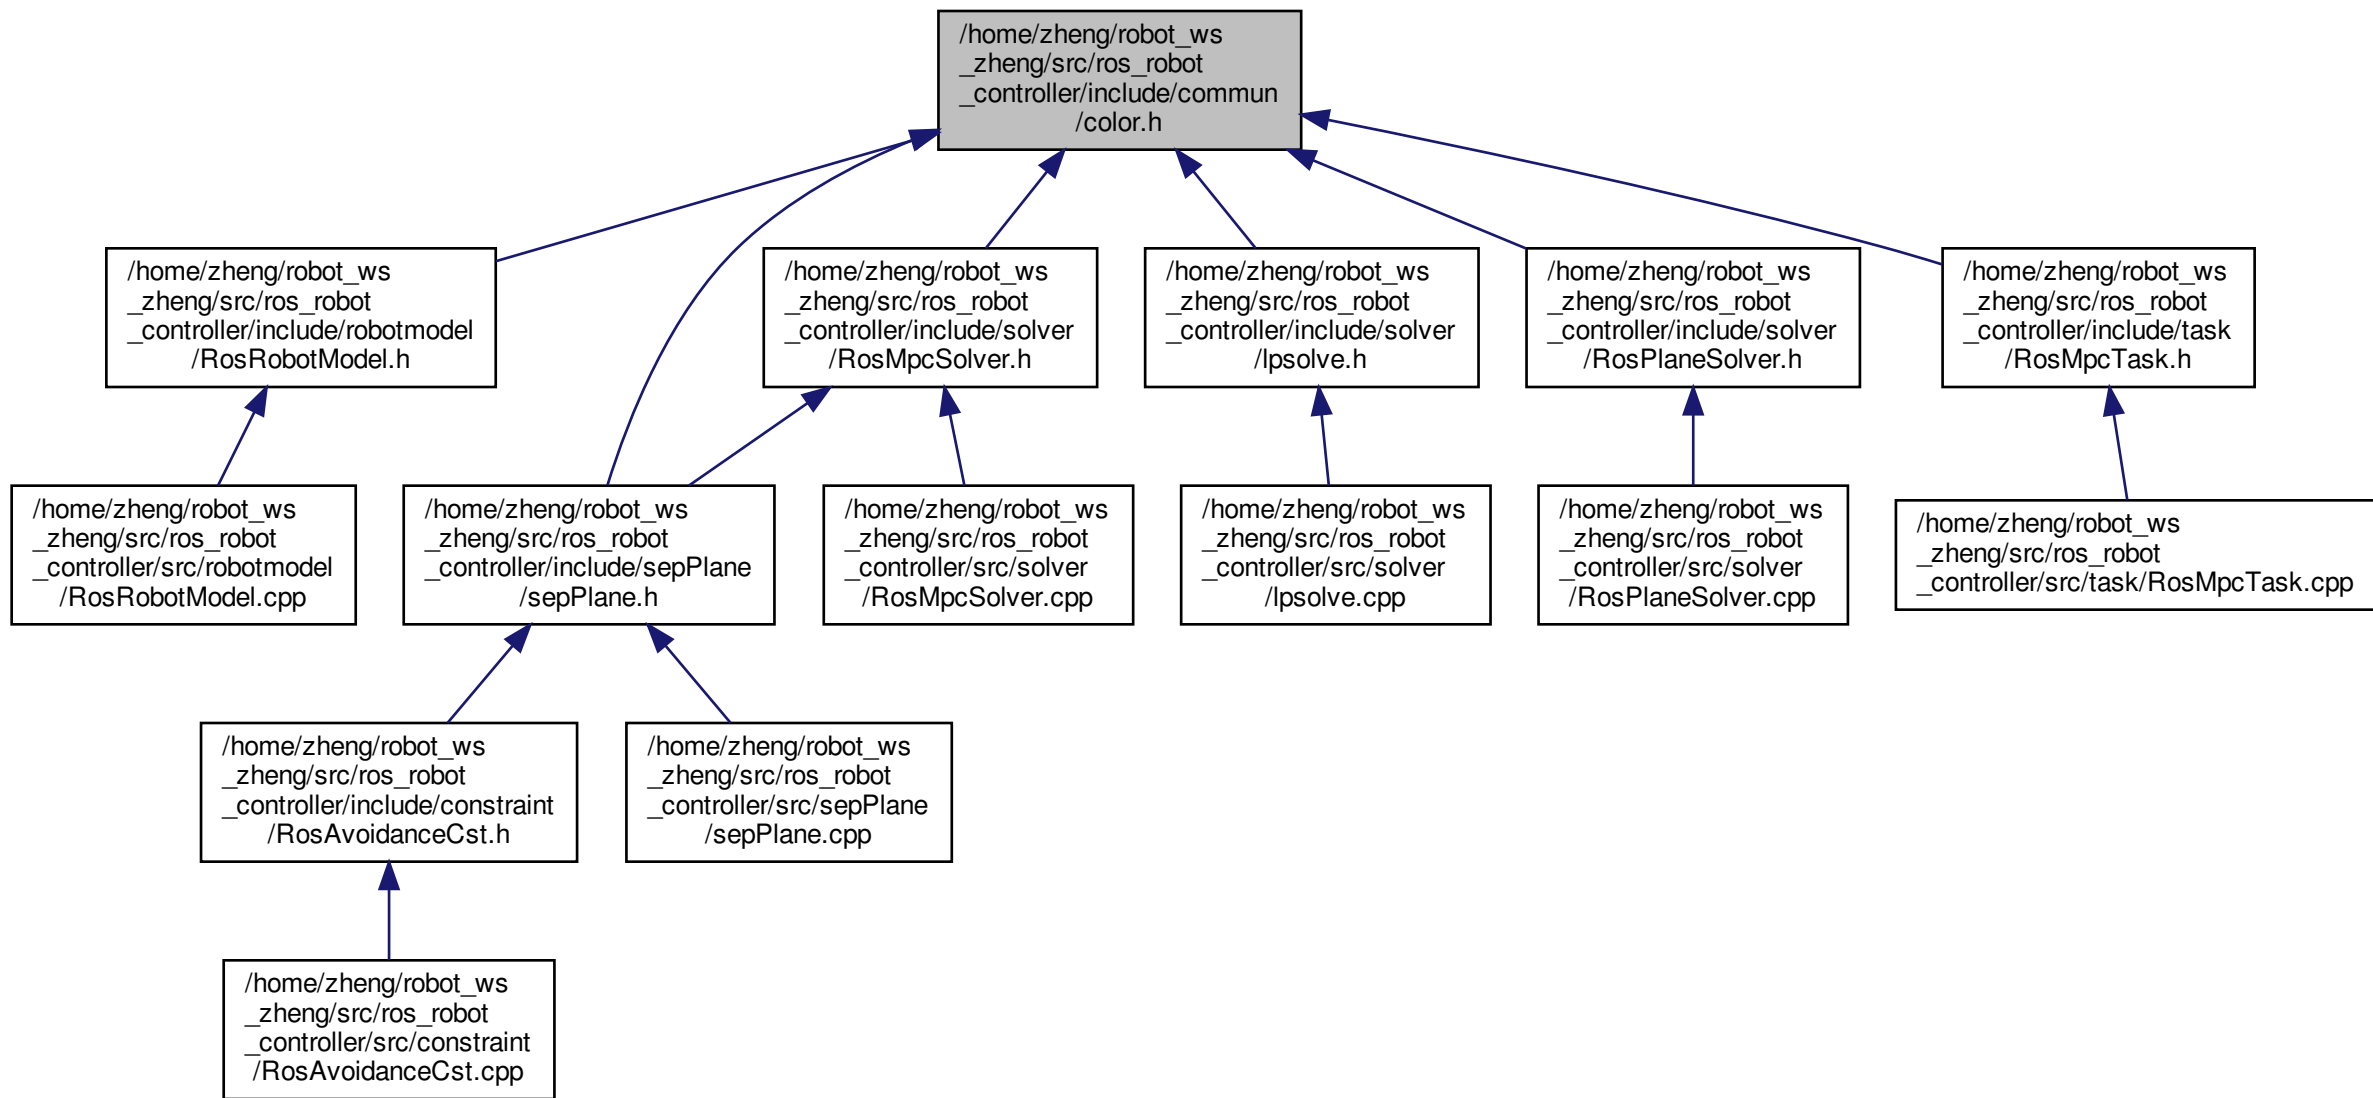 /home/zheng/robot_ws
_zheng/src/ros_robot
_controller/include/commun
/color.h
/home/zheng/robot_ws
_zheng/src/ros_robot
_controller/include/robotmodel
/RosRobotModel.h
/home/zheng/robot_ws
_zheng/src/ros_robot
_controller/include/solver
/RosMpcSolver.h
/home/zheng/robot_ws
_zheng/src/ros_robot
_controller/include/solver
/lpsolve.h
/home/zheng/robot_ws
_zheng/src/ros_robot
_controller/include/solver
/RosPlaneSolver.h
/home/zheng/robot_ws
_zheng/src/ros_robot
_controller/include/task
/RosMpcTask.h
/home/zheng/robot_ws
_zheng/src/ros_robot
_controller/src/robotmodel
/RosRobotModel.cpp
/home/zheng/robot_ws
_zheng/src/ros_robot
_controller/include/sepPlane
/sepPlane.h
/home/zheng/robot_ws
_zheng/src/ros_robot
_controller/src/solver
/RosMpcSolver.cpp
/home/zheng/robot_ws
_zheng/src/ros_robot
_controller/src/solver
/lpsolve.cpp
/home/zheng/robot_ws
_zheng/src/ros_robot
_controller/src/solver
/RosPlaneSolver.cpp
/home/zheng/robot_ws
_zheng/src/ros_robot
_controller/src/task/RosMpcTask.cpp
/home/zheng/robot_ws
_zheng/src/ros_robot
_controller/include/constraint
/RosAvoidanceCst.h
/home/zheng/robot_ws
_zheng/src/ros_robot
_controller/src/sepPlane
/sepPlane.cpp
/home/zheng/robot_ws
_zheng/src/ros_robot
_controller/src/constraint
/RosAvoidanceCst.cpp